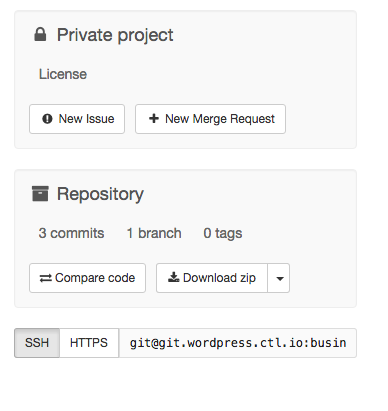 Private project
License
New Issue
New Merge Request
Repository
3 commits 1 branch 0 tags
Compare code
Download zip
SSH HTTPS git@git.wordpress.ctl.io:busin